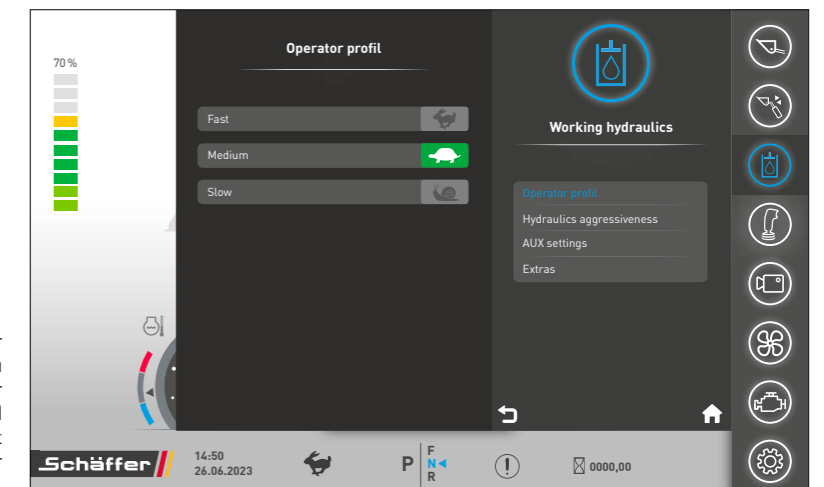 70 %
Operator profil
Fast
Medium
Slow
Working hydraulics
Operator profil
Hydraulics aggressiveness
AUX settings
Extras
Schäffer
14:50
26.06.2023
P
F
N
R
0000,00